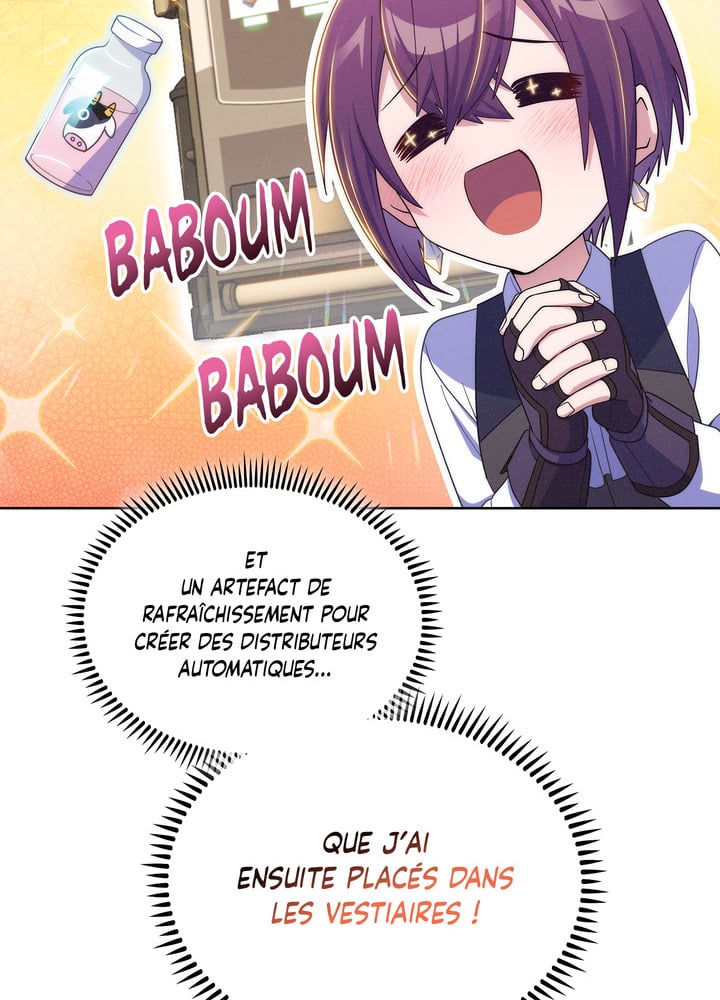 BABOUM
BABOUM
ET
UN ARTEFACT DE
RAFRAÎCHISSEMENT POUR
CRÉER DES DISTRIBUTEURS
AUTOMATIQUES...
QUE J'AI
ENSUITE PLACÉS DANS
LES VESTIAIRES !